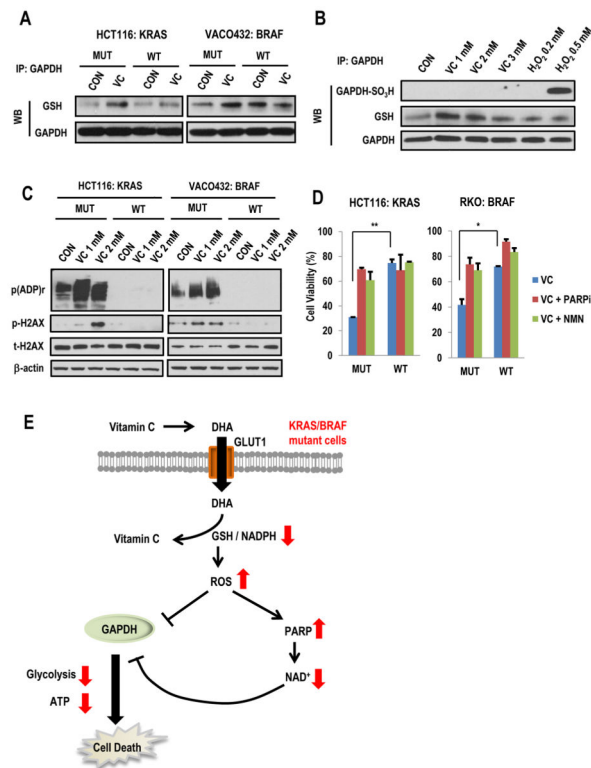 A
HCT116: KRAS VACO432: BRAF
MUT WT MUT WT
IP: GAPDH
CON VC CON VC CON VC CON VC
WB
GSH
GAPDH
B
IP: GAPDH
CON VC 1 mM VC 2 mM VC 3 mM H₂O₂ 0.2 mM H₂O₂ 0.5 mM
WB
GAPDH-SO₃H
GSH
GAPDH
C
HCT116: KRAS VACO432: BRAF
MUT WT MUT WT
CON VC 1 mM VC 2 mM CON VC 1 mM VC 2 mM CON VC 1 mM VC 2 mM CON VC 1 mM VC 2 mM
p(ADP)r
p-H2AX
t-H2AX
β-actin
D
HCT116: KRAS RKO: BRAF
Cell Viability (%)
100
80
60
40
20
0
**
MUT WT
100
80
60
40
20
0
*
MUT WT
VC
VC + PARPi
VC + NMN
E
Vitamin C DHA
KRAS/BRAF
mutant cells
GLUT1
DHA
Vitamin C GSH / NADPH
ROS
GAPDH
PARP
Glycolysis
NAD⁺
ATP
Cell Death